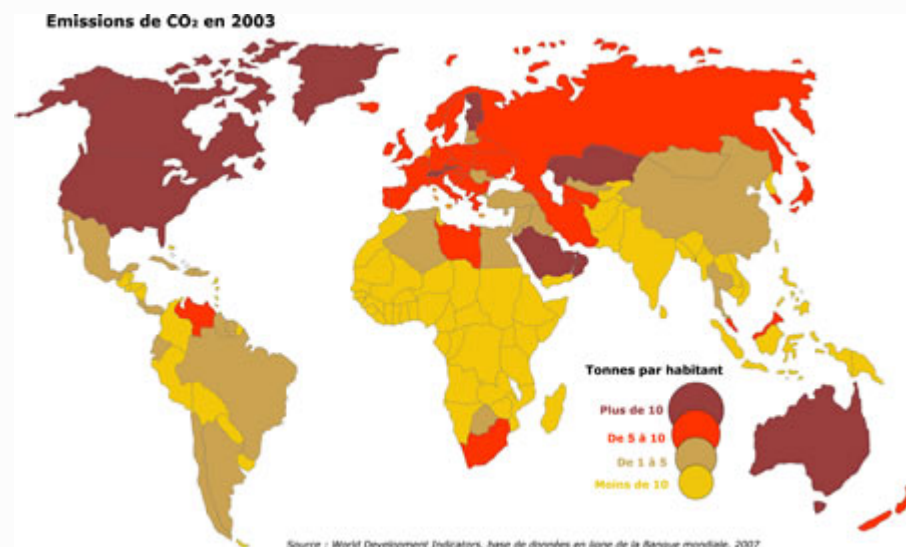 Emissions de CO₂ en 2003
Tonnes par habitant
Plus de 10
De 5 à 10
De 1 à 5
Moins de 10
Source : World Development Indicators, base de données en ligne de la Banque mondiale, 2007